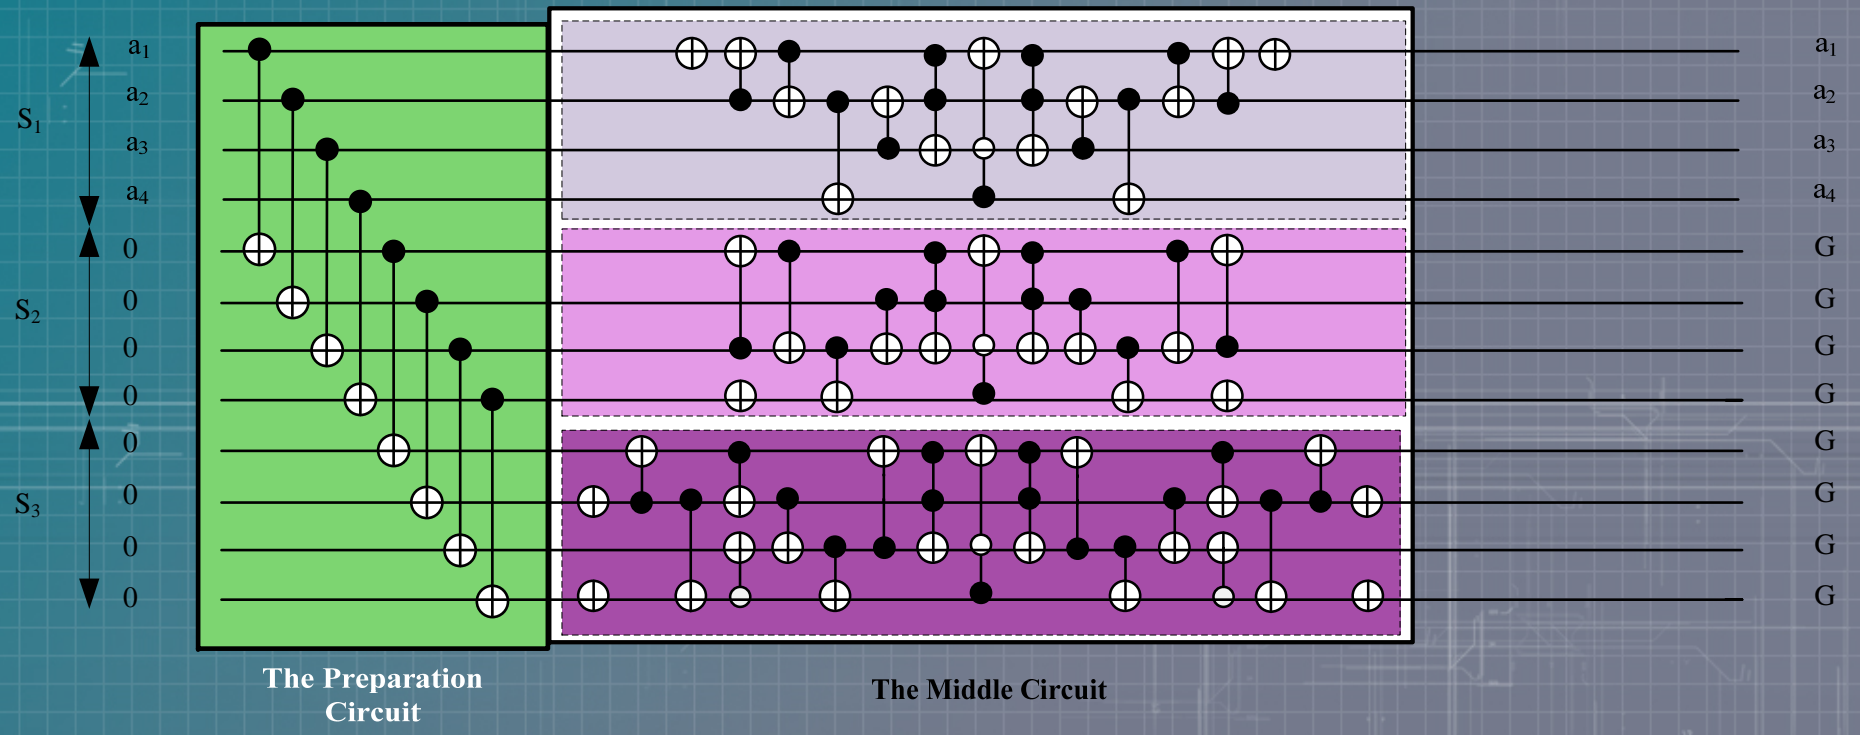 a1 a1
a2 a2
S1
a3 a3
a4 a4
0 G
0 G
S2
0 G
0 G
0 G
0 G
S3
0 G
0 G
The Preparation
Circuit
The Middle Circuit